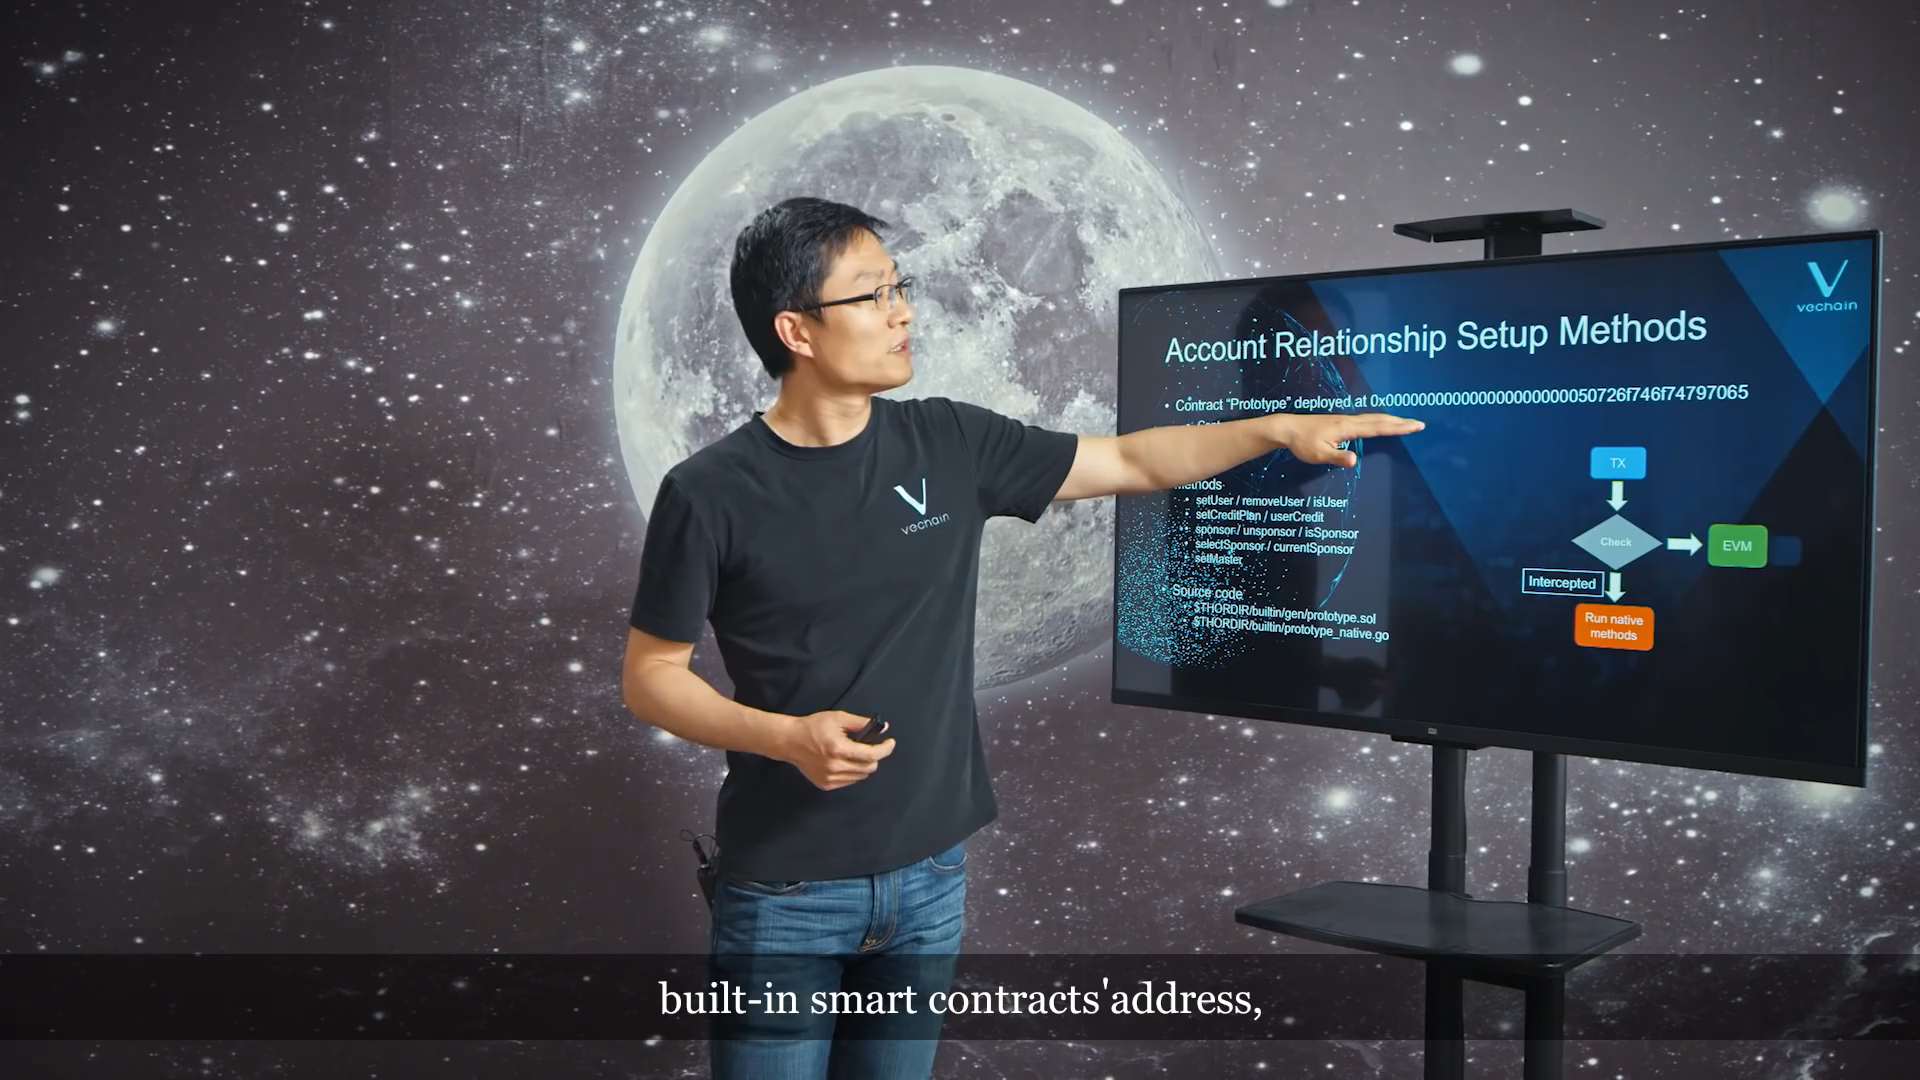 vechain
Account Relationship Setup Methods
• Contract “Prototype” deployed at 0x0000000000000000000000050726f746f74797065
Methods
• setUser / removeUser / isUser
• setCreditPlan / userCredit
• sponsor / unsponsor / isSponsor
• selectSponsor / currentSponsor
• setMaster
• Source code
• $THORDIR/builtin/gen/prototype.sol
• $THORDIR/builtin/prototype_native.go
TX
Check
EVM
Intercepted
Run native
methods
vechain
built-in smart contracts'address,